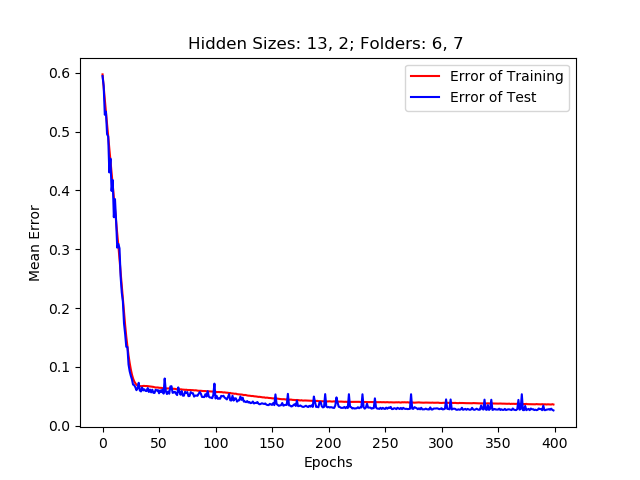 Hidden Sizes: 13, 2; Folders: 6, 7
Error of Training
Error of Test
Mean Error
0.6
0.5
0.4
0.3
0.2
0.1
0.0
0 50 100 150 200 250 300 350 400
Epochs